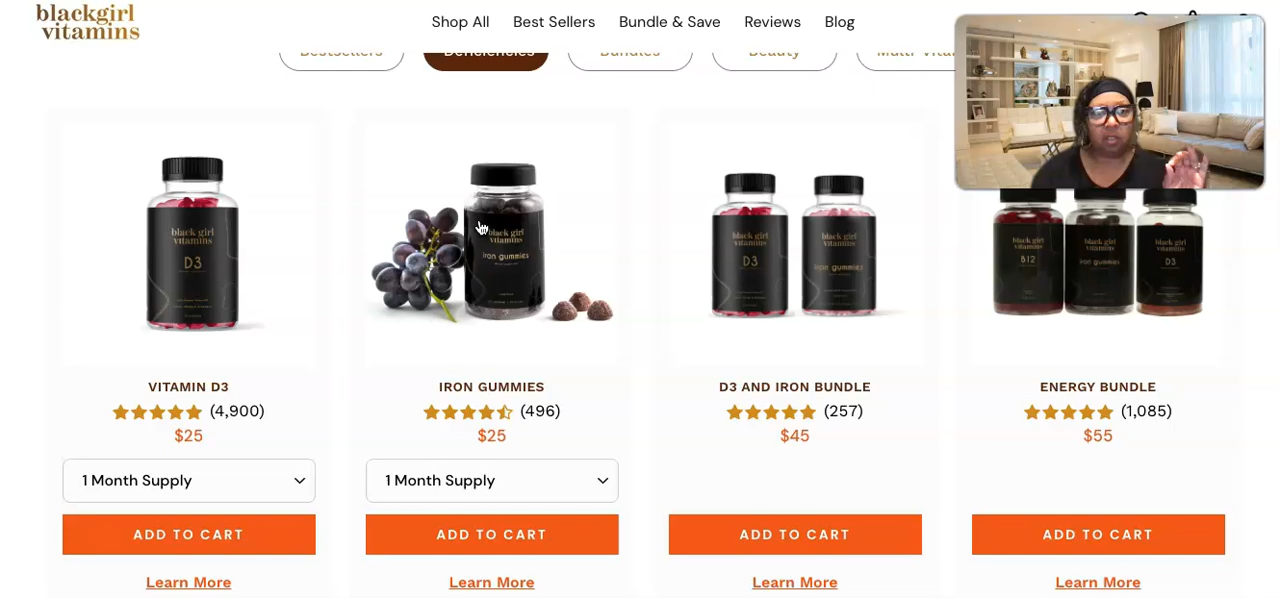 blackgirl
vitamins
Shop All
Best Sellers
Bundle & Save
Reviews
Blog
Bestsellers
Deficiencies
Bundles
Beauty
black girl
vitamins
D3
black girl
vitamins
iron gummies
black girl
vitamins
D3
black girl
vitamins
iron gummies
black girl
vitamins
B12
black girl
vitamins
iron gummies
black girl
vitamins
D3
VITAMIN D3
(4,900)
$25
1 Month Supply
ADD TO CART
Learn More
IRON GUMMIES
(496)
$25
1 Month Supply
ADD TO CART
Learn More
D3 AND IRON BUNDLE
(257)
$45
ADD TO CART
Learn More
ENERGY BUNDLE
(1,085)
$55
ADD TO CART
Learn More